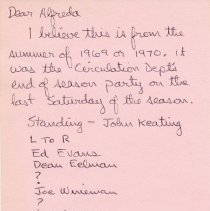 Dear Alfreda
I believe this is from the
summer of 1969 or 1970. It
was the Circulation Dept's
end of season party on the
last Saturday of the season.
Standing - John Keating
L To R
Ed Evans
Dean Eelman
?
Joe Wineman
?